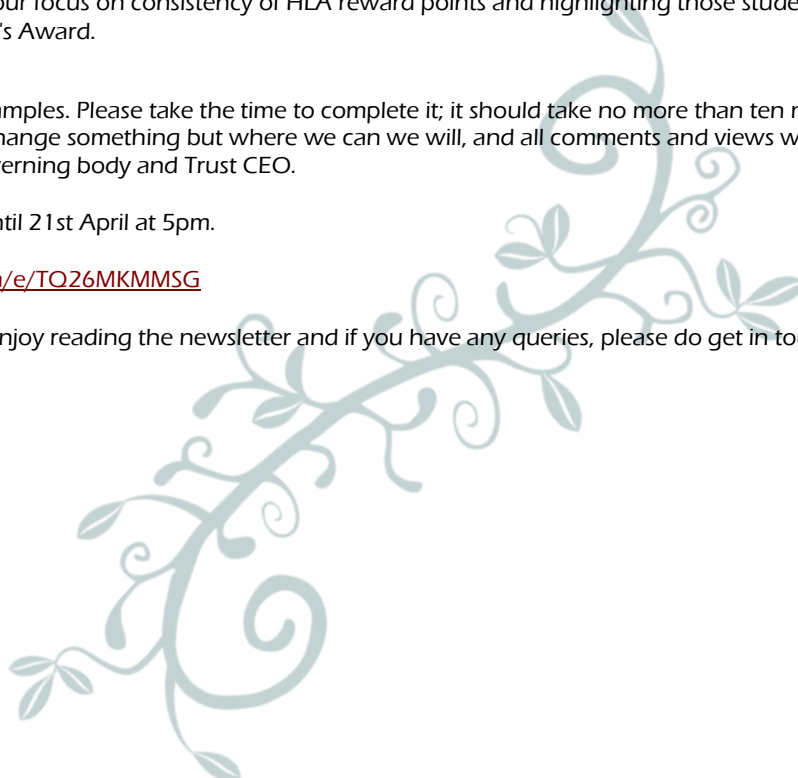 our focus on consistency of HLA reward points and highlighting those stude
's Award.
amples. Please take the time to complete it; it should take no more than ten
hange something but where we can we will, and all comments and views w
verning body and Trust CEO.
ntil 21st April at 5pm.
/e/TQ26MKMMSG
njoy reading the newsletter and if you have any queries, please do get in to